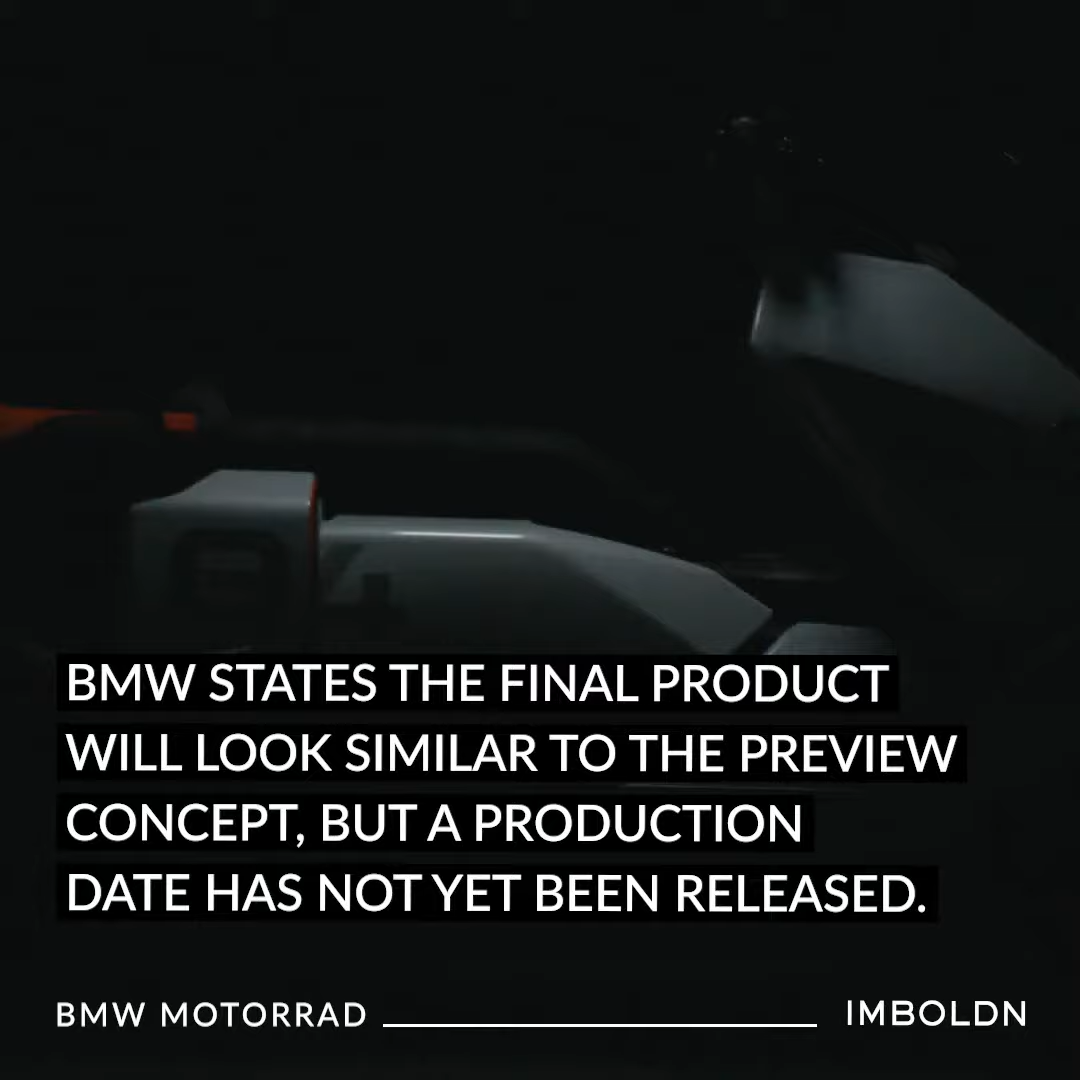 BMW STATES THE FINAL PRODUCT
WILL LOOK SIMILAR TO THE PREVIEW
CONCEPT, BUT A PRODUCTION
DATE HAS NOT YET BEEN RELEASED.
BMW MOTORRAD IMBOLDN